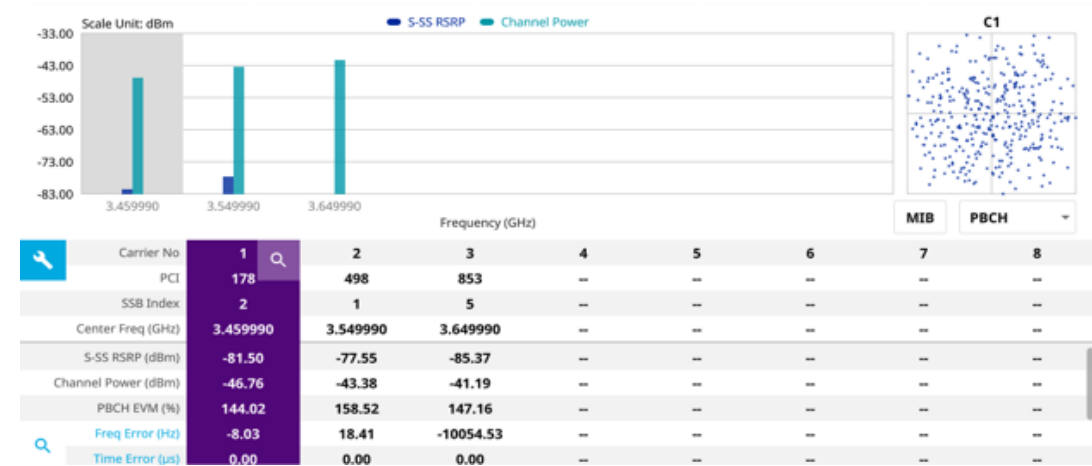 Scale Unit: dBm
S-SS RSRP Channel Power
C1
-33.00
-43.00
-53.00
-63.00
-73.00
-83.00
3.459990 3.549990 3.649990
Frequency (GHz)
MIB PBCH
Carrier No 1 2 3 4 5 6 7 8
PCI 178 498 853 -- -- -- -- --
SSB Index 2 1 5 -- -- -- -- --
Center Freq (GHz) 3.459990 3.549990 3.649990 -- -- -- -- --
S-SS RSRP (dBm) -81.50 -77.55 -85.37 -- -- -- -- --
Channel Power (dBm) -46.76 -43.38 -41.19 -- -- -- -- --
PBCH EVM (%) 144.02 158.52 147.16 -- -- -- -- --
Freq Error (Hz) -8.03 18.41 -10054.53 -- -- -- -- --
Time Error (µs) 0.00 0.00 0.00 -- -- -- -- --